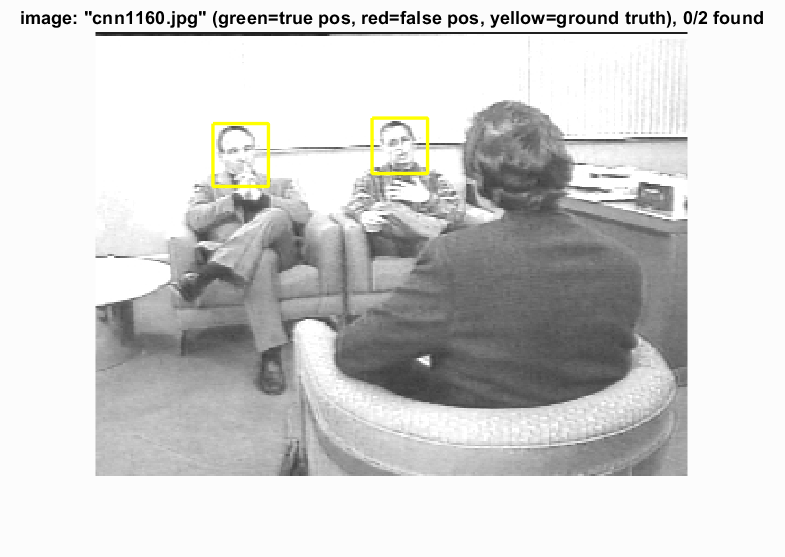 image: "cnn1160.jpg" (green=true pos, red=false pos, yellow=ground truth), 0/2 found